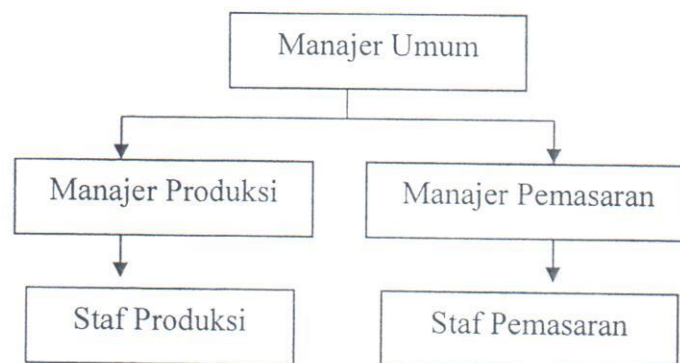 Manajer Umum
Manajer Produksi
Manajer Pemasaran
Staf Produksi
Staf Pemasaran